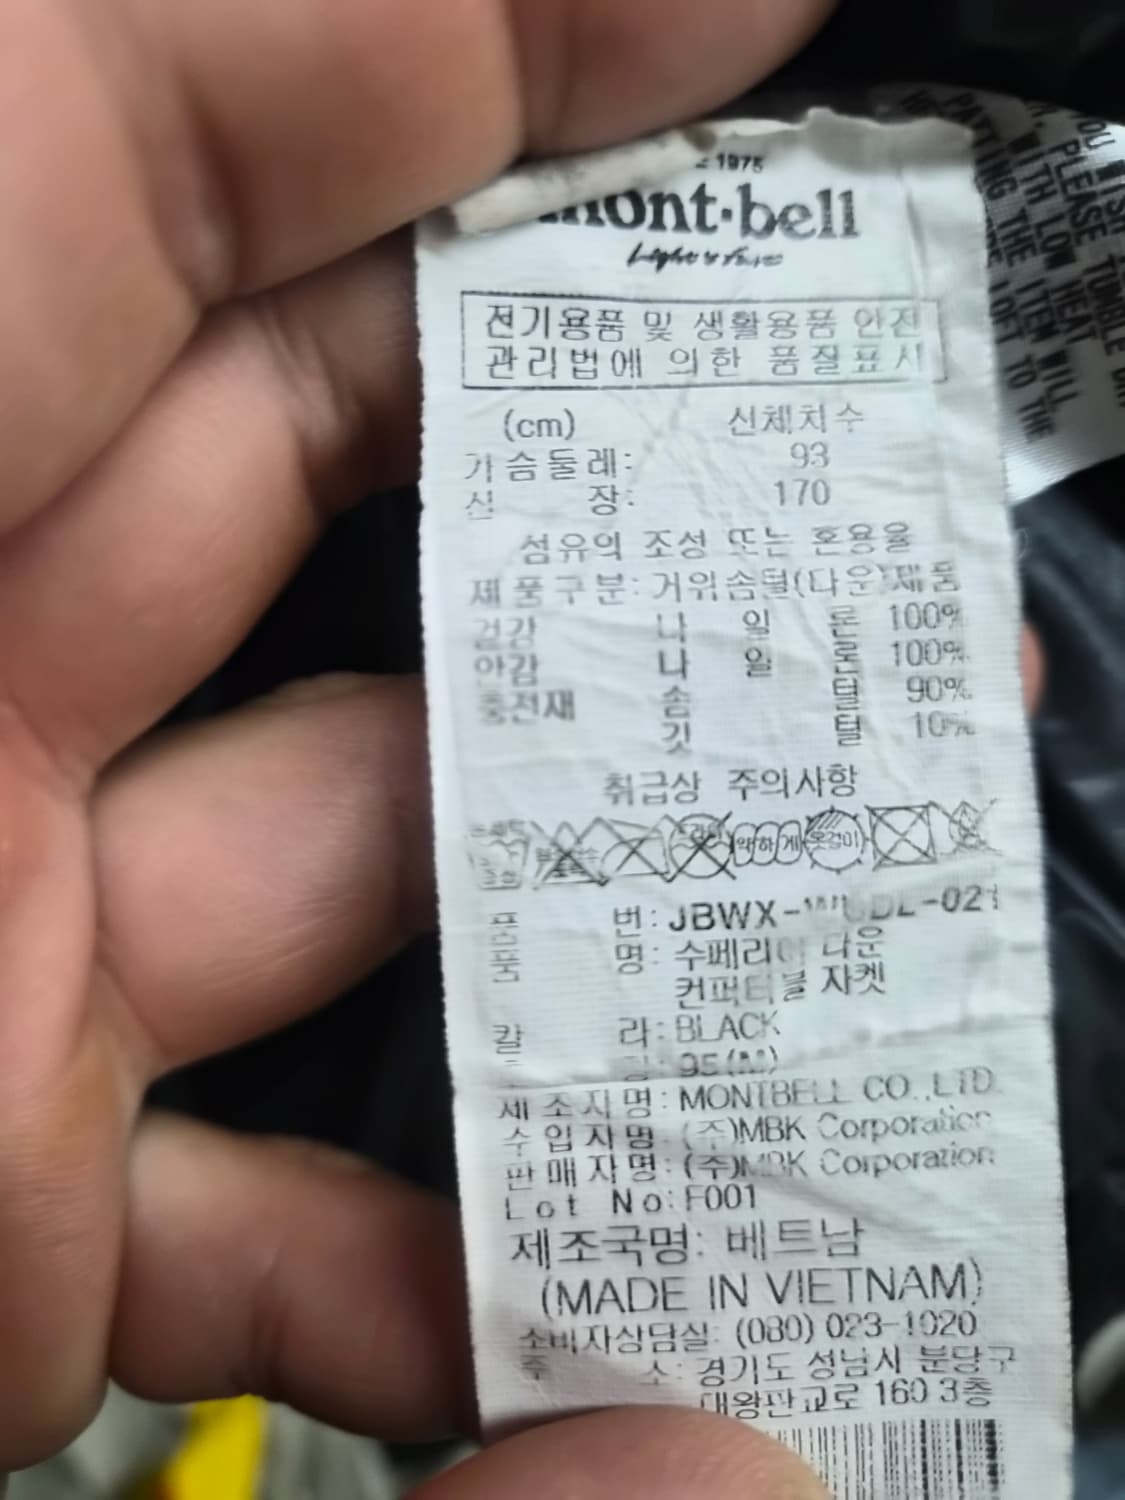 1975
mont·bell
Light & Fast
전기용품 및 생활용품 안전
관리법에 의한 품질표시
(cm) 신체치수
가슴둘레: 93
신 장: 170
섬유의 조성 또는 혼용율
제품구분: 거위솜털(다운)제품
겉감 나 일 론 100%
안감 나 일 론 100%
충전재 솜 털 90%
깃 털 10%
취급상 주의사항
약하게 옷걸이
품 번: JBWX-
품 명: 수페리어 다운
컨퍼터블 자켓
칼 라: BLACK
95(M)
제조자명: MONTBELL CO.,LTD.
수입자명: (주)MBK Corporation
판매자명: (주)MBK Corporation
Lot No: F001
제조국명: 베트남
(MADE IN VIETNAM)
소비자상담실: (080) 023-1020
주 소: 경기도 성남시 분당구
대왕판교로 160 3층
PLEASE TUMBLE
WITH LOW HEAT
PATTING THE ITEM WILL
LOFT TO THE